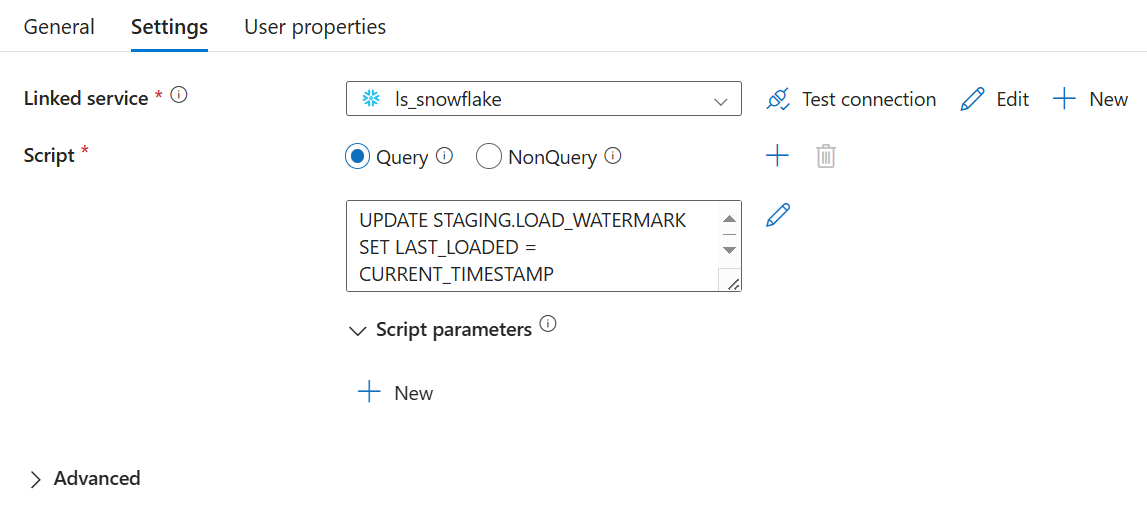 General Settings User properties
Linked service * Is_snowflake Test connection Edit New
Script * Query NonQuery
UPDATE STAGING.LOAD_WATERMARK
SET LAST_LOADED =
CURRENT_TIMESTAMP
Script parameters
New
Advanced